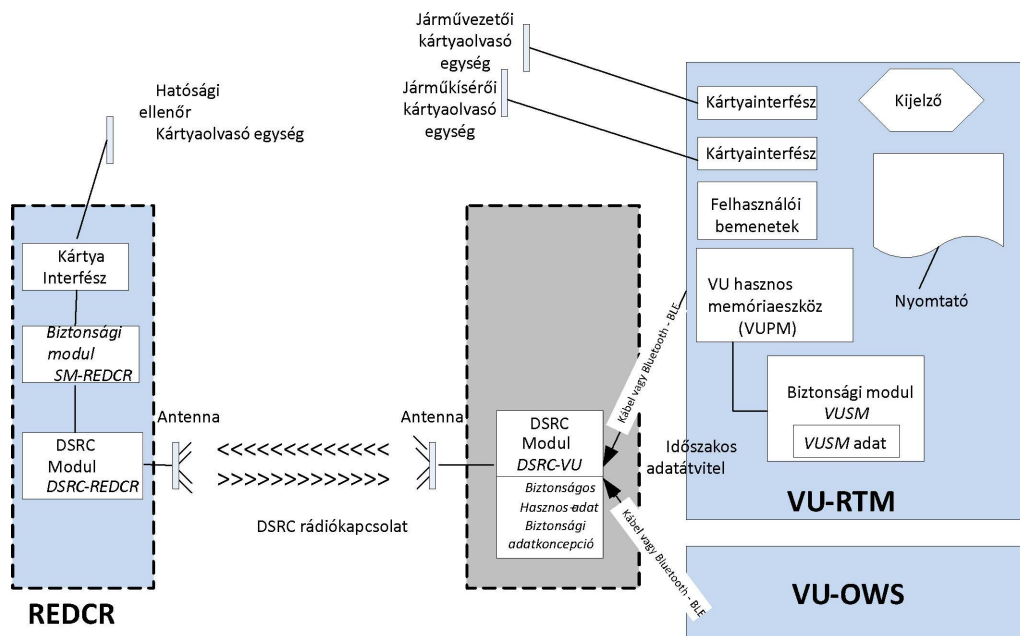 Hatósági
ellenőr
Kártyaolvasó egység
Kártya
Interfész
Biztonsági
modul
SM-REDCR
DSRC
Modul
DSRC-REDCR
REDCR
Antenna
<<<<<<<<<<<<<<
>>>>>>>>>>>>>>
DSRC rádiókapcsolat
Antenna
Járművezetői
kártyaolvasó
egység
Járműkísérői
kártyaolvasó
egység
DSRC
Modul
DSRC-VU
Biztonságos
Hasznos adat
Biztonsági
adatkoncepció
Kábel vagy Bluetooth - BLE
Időszakos
adatátvitel
Kábel vagy Bluetooth - BLE
Kártyainterfész
Kijelző
Kártyainterfész
Felhasználói
bemenetek
VU hasznos
memóriaeszköz
(VUPM)
Nyomtató
Biztonsági modul
VUSM
VUSM adat
VU-RTM
VU-OWS